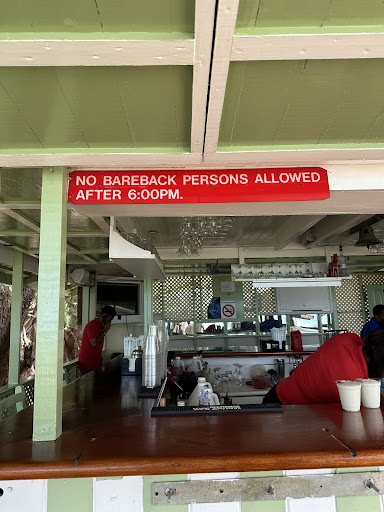 NO BAREBACK PERSONS ALLOWED
AFTER 6:00PM.